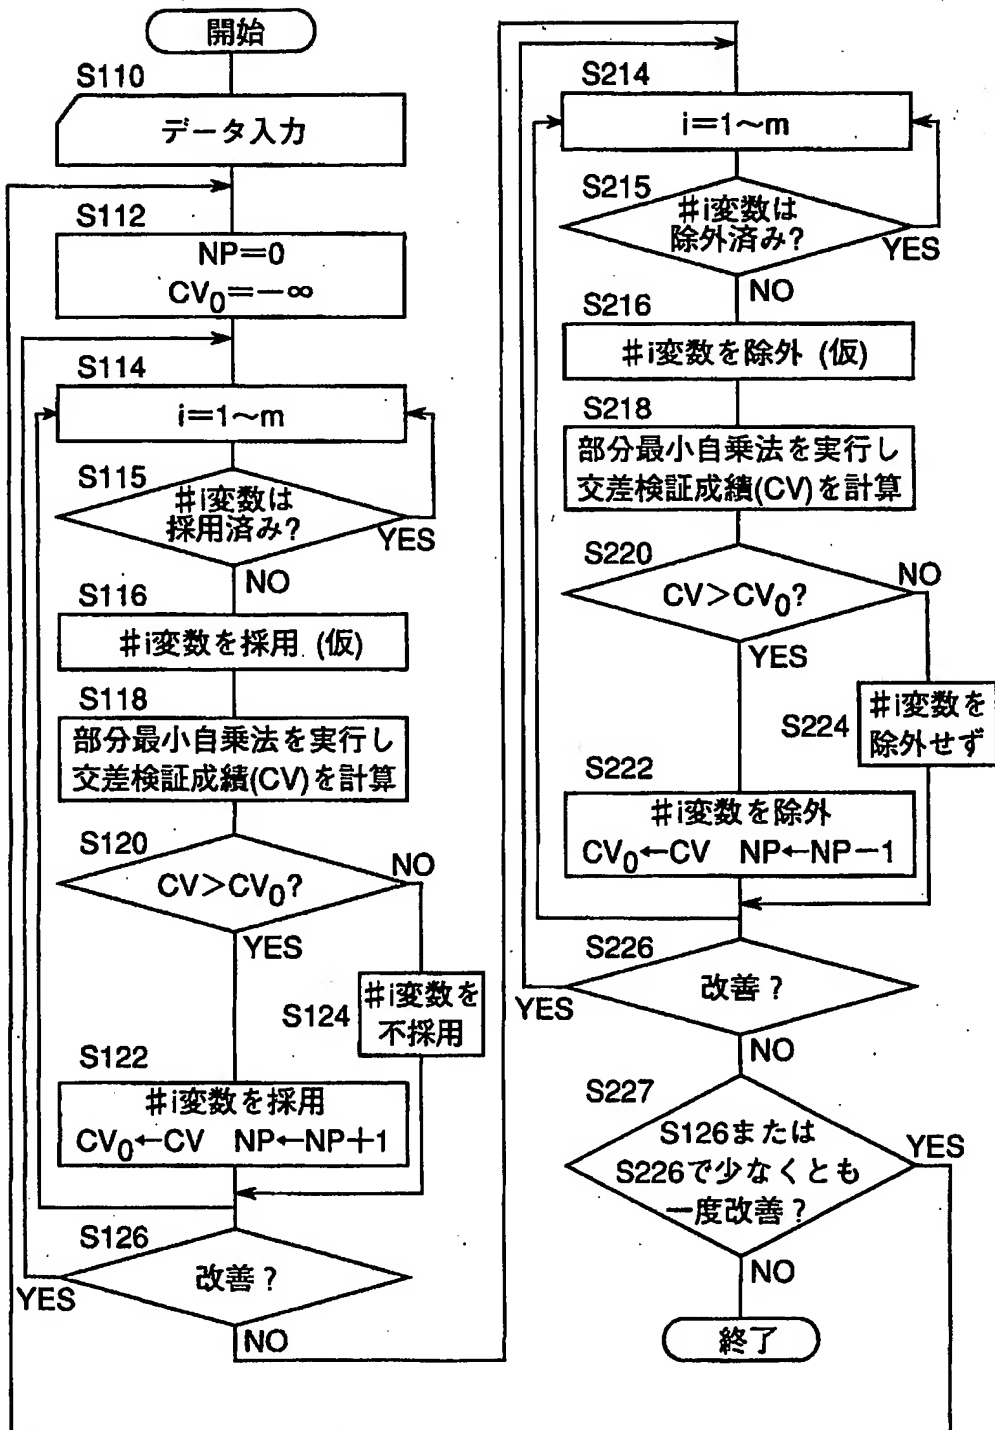 開始
S110
データ入力
S112
NP=0
CV₀=-∞
S114
i=1~m
S115
#i変数は
採用済み?
YES
NO
S116
#i変数を採用 (仮)
S118
部分最小自乗法を実行し
交差検証成績(CV)を計算
S120
CV>CV₀?
NO
YES
S124
#i変数を
不採用
S122
#i変数を採用
CV₀←CV NP←NP+1
S126
改善?
YES
NO
S214
i=1~m
S215
#i変数は
除外済み?
YES
NO
S216
#i変数を除外 (仮)
S218
部分最小自乗法を実行し
交差検証成績(CV)を計算
S220
CV>CV₀?
NO
YES
S224
#i変数を
除外せず
S222
#i変数を除外
CV₀←CV NP←NP-1
S226
改善?
YES
NO
S227
S126または
S226で少なくとも
一度改善?
YES
NO
終了